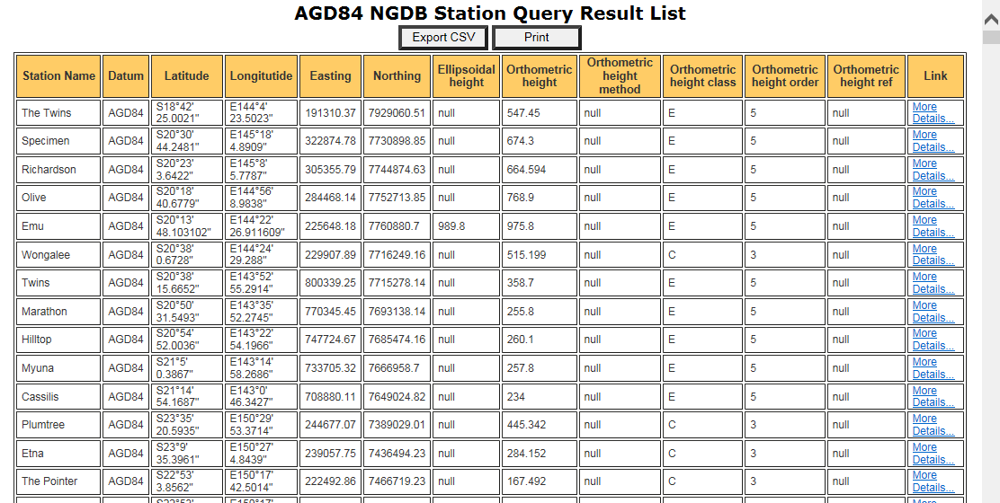 AGD84 NGDB Station Query Result List
Export CSV Print
Station Name Datum Latitude Longitutide Easting Northing Ellipsoidal height Orthometric height Orthometric height method Orthometric height class Orthometric height order Orthometric height ref Link
The Twins AGD84 S18°42' 25.0021" E144°4' 23.5023" 191310.37 7929060.51 null 547.45 null E 5 null More Details...
Specimen AGD84 S20°30' 44.2481" E145°18' 4.8909" 322874.78 7730898.85 null 674.3 null E 5 null More Details...
Richardson AGD84 S20°23' 3.6422" E145°8' 5.7787" 305355.79 7744874.63 null 664.594 null E 5 null More Details...
Olive AGD84 S20°18' 40.6779" E144°56' 8.9838" 284468.14 7752713.85 null 768.9 null E 5 null More Details...
Emu AGD84 S20°13' 48.103102" E144°22' 26.911609" 225648.18 7760880.7 989.8 975.8 null E 5 null More Details...
Wongalee AGD84 S20°38' 0.6728" E144°24' 29.288" 229907.89 7716249.16 null 515.199 null C 3 null More Details...
Twins AGD84 S20°38' 15.6652" E143°52' 55.2914" 800339.25 7715278.14 null 358.7 null E 5 null More Details...
Marathon AGD84 S20°50' 31.5493" E143°35' 52.2745" 770345.45 7693138.14 null 255.8 null E 5 null More Details...
Hilltop AGD84 S20°54' 52.0036" E143°22' 54.1966" 747724.67 7685474.16 null 260.1 null E 5 null More Details...
Myuna AGD84 S21°5' 0.3867" E143°14' 58.2686" 733705.32 7666958.7 null 257.8 null E 5 null More Details...
Cassilis AGD84 S21°14' 54.1687" E143°0' 46.3427" 708880.11 7649024.82 null 234 null E 5 null More Details...
Plumtree AGD84 S23°35' 20.5935" E150°29' 53.3714" 244677.07 7389029.01 null 445.342 null C 3 null More Details...
Etna AGD84 S23°9' 35.3961" E150°27' 4.8439" 239057.75 7436494.23 null 284.152 null C 3 null More Details...
The Pointer AGD84 S22°53' 3.8562" E150°17' 42.5014" 222492.86 7466719.23 null 167.492 null C 3 null More Details...